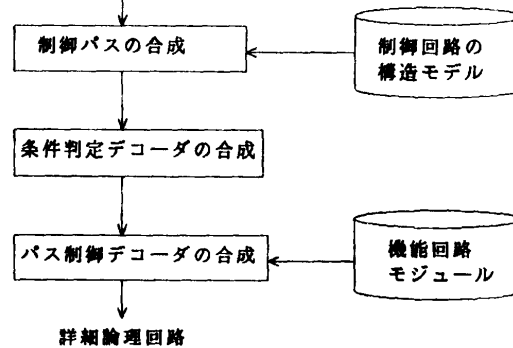 制御パスの合成
制御回路の
構造モデル
条件判定デコーダの合成
パス制御デコーダの合成
機能回路
モジュール
詳細論理回路